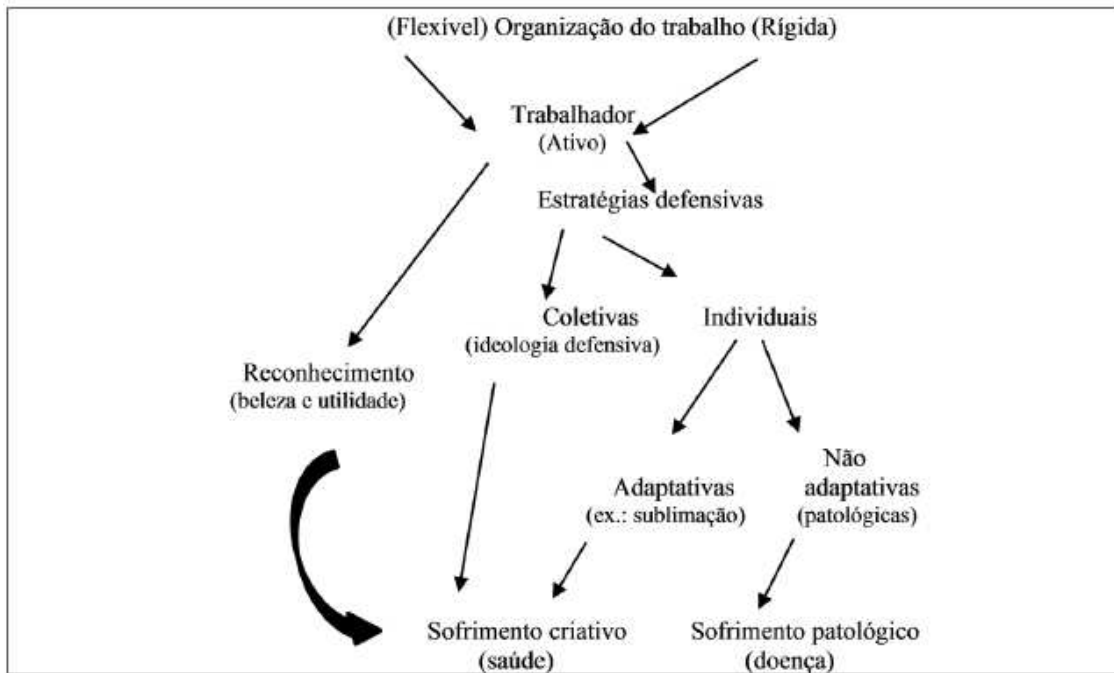 (Flexível) Organização do trabalho (Rígida)
Trabalhador
(Ativo)
Estratégias defensivas
Coletivas
(ideologia defensiva)
Individuais
Reconhecimento
(beleza e utilidade)
Adaptativas
(ex.: sublimação)
Não
adaptativas
(patológicas)
Sofrimento criativo
(saúde)
Sofrimento patológico
(doença)